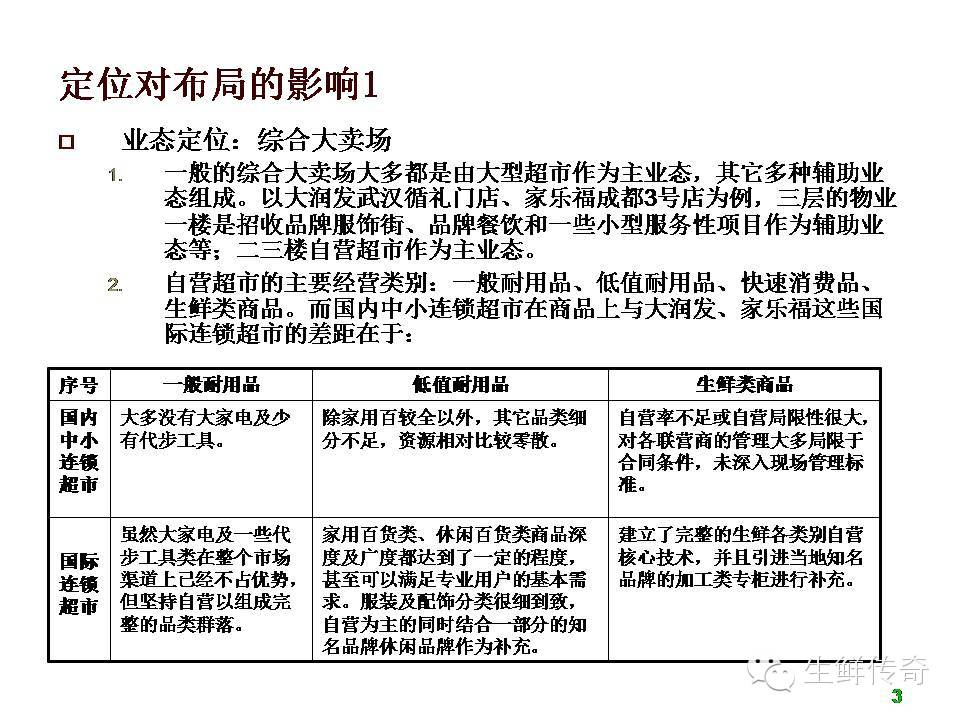 定位对布局的影响1
业态定位：综合大卖场
1. 一般的综合大卖场大多都是由大型超市作为主业态，其它多种辅助业
态组成。以大润发武汉循礼门店、家乐福成都3号店为例，三层的物业
一楼是招收品牌服饰街、品牌餐饮和一些小型服务性项目作为辅助业
态等；二三楼自营超市作为主业态。
2. 自营超市的主要经营类别：一般耐用品、低值耐用品、快速消费品、
生鲜类商品。而国内中小连锁超市在商品上与大润发、家乐福这些国
际连锁超市的差距在于：
序号 一般耐用品 低值耐用品 生鲜类商品
国内
中小
连锁
超市
大多没有大家电及少
有代步工具。
除家用百较全以外，其它品类细
分不足，资源相对比较零散。
自营率不足或自营局限性很大，
对各联营商的管理大多局限于
合同条件，未深入现场管理标
准。
国际
连锁
超市
虽然大家电及一些代
步工具类在整个市场
渠道上已经不占优势，
但坚持自营以组成完
整的品类群落。
家用百货类、休闲百货类商品深
度及广度都达到了一定的程度，
甚至可以满足专业用户的基本需
求。服装及配饰分类很细到致，
自营为主的同时结合一部分的知
名品牌休闲品牌作为补充。
建立了完整的生鲜各类别自营
核心技术，并且引进当地知名
品牌的加工类专柜进行补充。
生鲜传奇
3